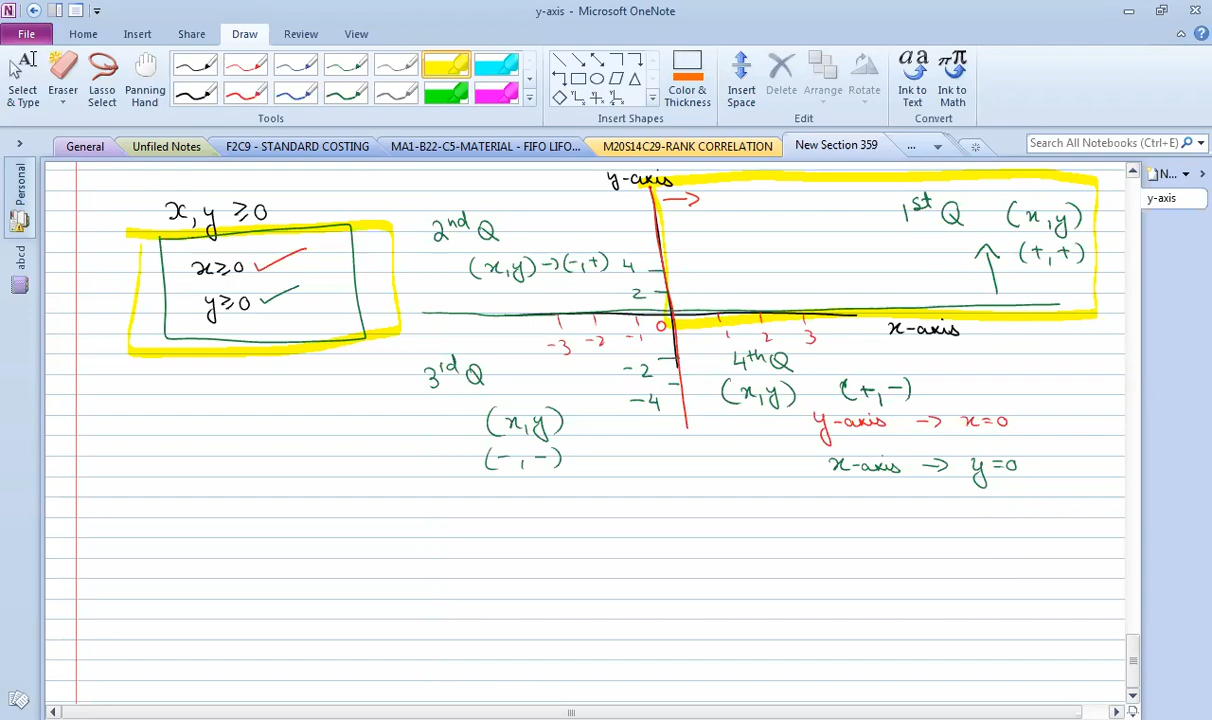 y-axis - Microsoft OneNote
File Home Insert Share Draw Review View
Select & Type
Eraser
Lasso Select
Panning Hand
Color & Thickness
Insert Space
Delete
Arrange
Rotate
Ink to Text
Ink to Math
Tools
Insert Shapes
Edit
Convert
General
Unfiled Notes
F2C9 - STANDARD COSTING
MA1-B22-C5-MATERIAL - FIFO LIFO...
M20S14C29-RANK CORRELATION
New Section 359
...
Search All Notebooks (Ctrl+E)
N...
y-axis
Personal
abcd
x, y ≥0
x≥0 ✓
y≥0 ✓
y-axis
→
1st Q (x,y)
(+,+)
2nd Q
(x,y)→(-,+)
4
2
0
x-axis
-3 -2 -1 1 2 3
-2
-4
3rd Q
(x,y)
(-,-)
4th Q
(x,y) (+,-)
y-axis → x=0
x-axis → y=0